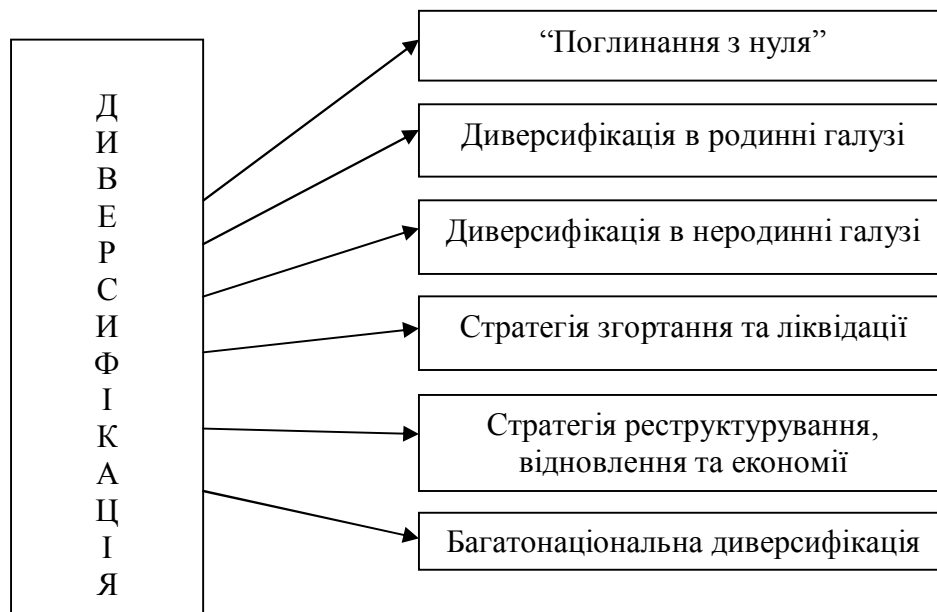 ДИВЕРСИФІКАЦІЯ
“Поглинання з нуля”
Диверсифікація в родинні галузі
Диверсифікація в неродинні галузі
Стратегія згортання та ліквідації
Стратегія реструктурування,
відновлення та економії
Багатонаціональна диверсифікація